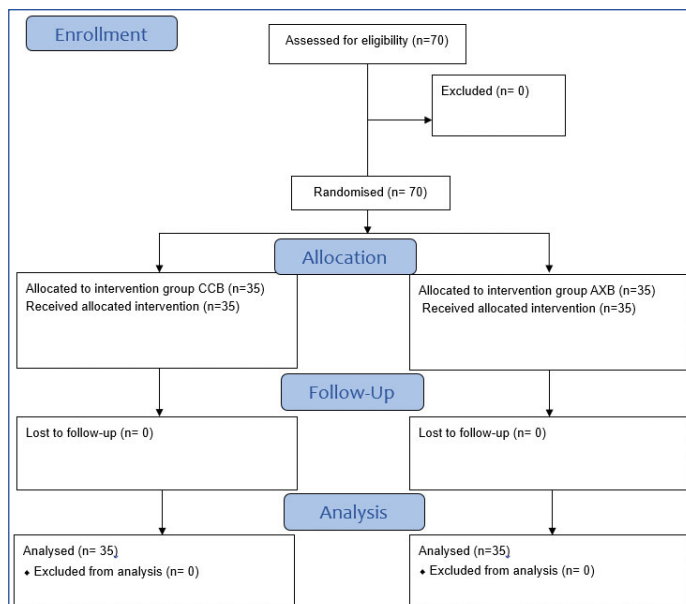 Enrollment
Assessed for eligibility (n=70)
Excluded (n= 0)
Randomised (n= 70)
Allocation
Allocated to intervention group CCB (n=35)
Received allocated intervention (n=35)
Allocated to intervention group AXB (n=35)
Received allocated intervention (n=35)
Follow-Up
Lost to follow-up (n= 0)
Lost to follow-up (n= 0)
Analysis
Analysed (n= 35)
♦ Excluded from analysis (n= 0)
Analysed (n=35)
♦ Excluded from analysis (n= 0)